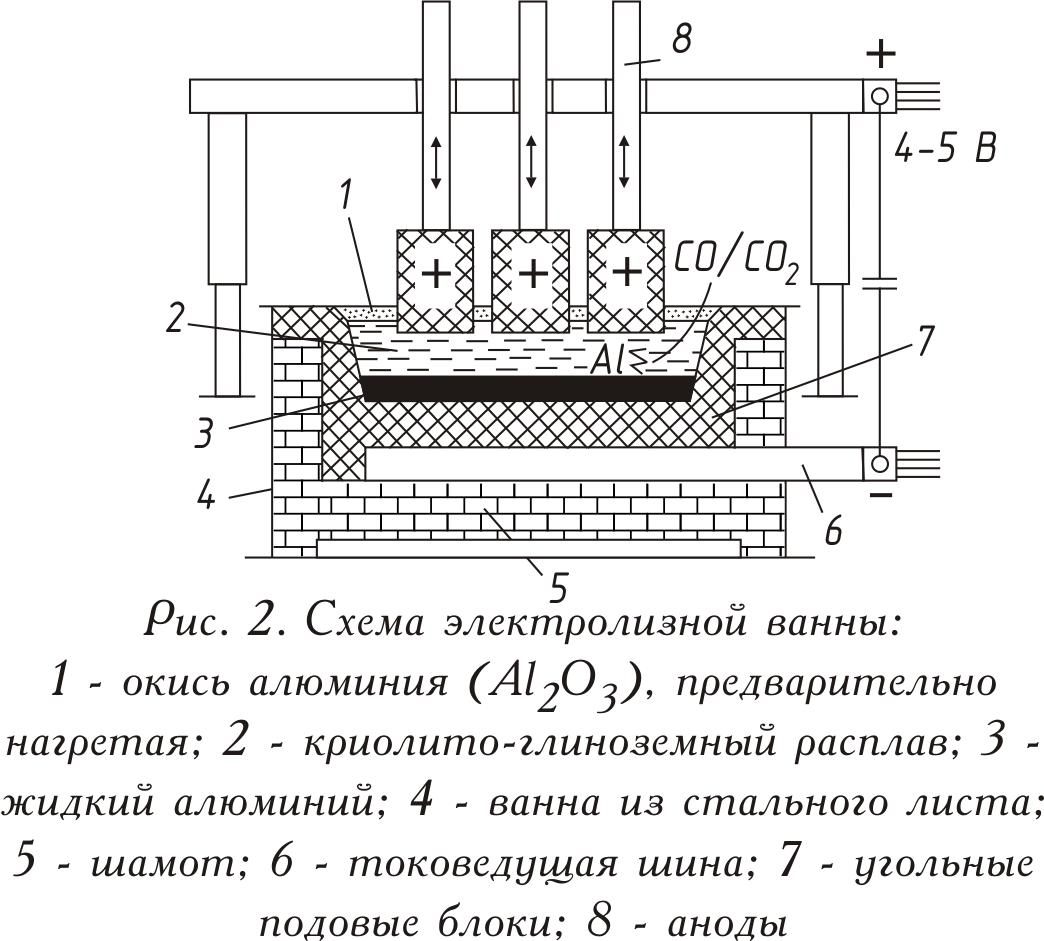 8
+
4-5 В
1
+ + +
CO/CO2
2
Al
7
3
4
−
6
5
Рис. 2. Схема электролизной ванны:
1 - окись алюминия (Al2O3), предварительно
нагретая; 2 - криолито-глиноземный расплав; 3 -
жидкий алюминий; 4 - ванна из стального листа;
5 - шамот; 6 - токоведущая шина; 7 - угольные
подовые блоки; 8 - аноды